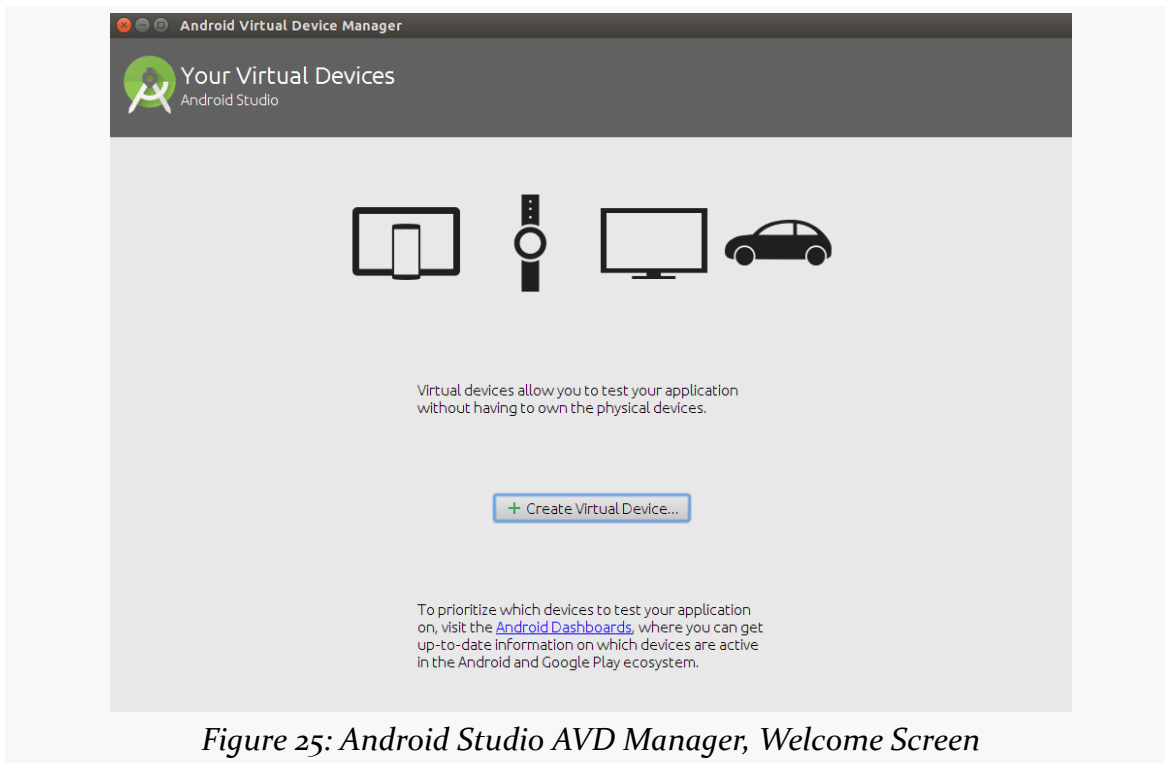 Android Virtual Device Manager
Your Virtual Devices
Android Studio
Virtual devices allow you to test your application
without having to own the physical devices.
+ Create Virtual Device...
To prioritize which devices to test your application
on, visit the Android Dashboards, where you can get
up-to-date information on which devices are active
in the Android and Google Play ecosystem.
Figure 25: Android Studio AVD Manager, Welcome Screen